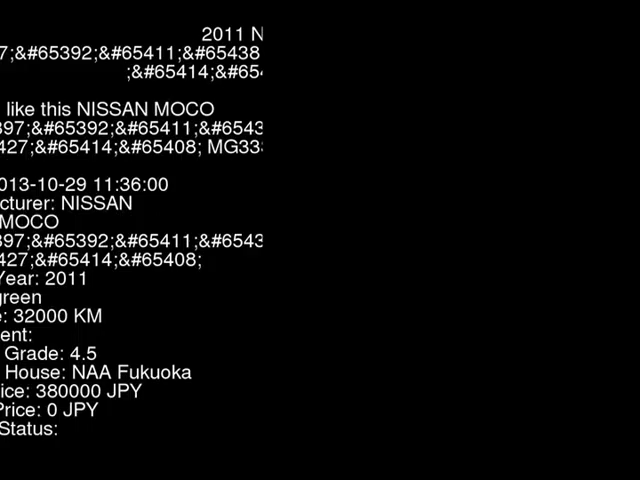 2011 N
7;&#65392;&#65411;&#65438
;&#65414;&#654
like this NISSAN MOCO
397;&#65392;&#65411;&#6543
427;&#65414;&#65408; MG33
013-10-29 11:36:00
cturer: NISSAN
MOCO
397;&#65392;&#65411;&#6543
427;&#65414;&#65408;
Year: 2011
green
e: 32000 KM
ent:
Grade: 4.5
House: NAA Fukuoka
ice: 380000 JPY
Price: 0 JPY
Status: